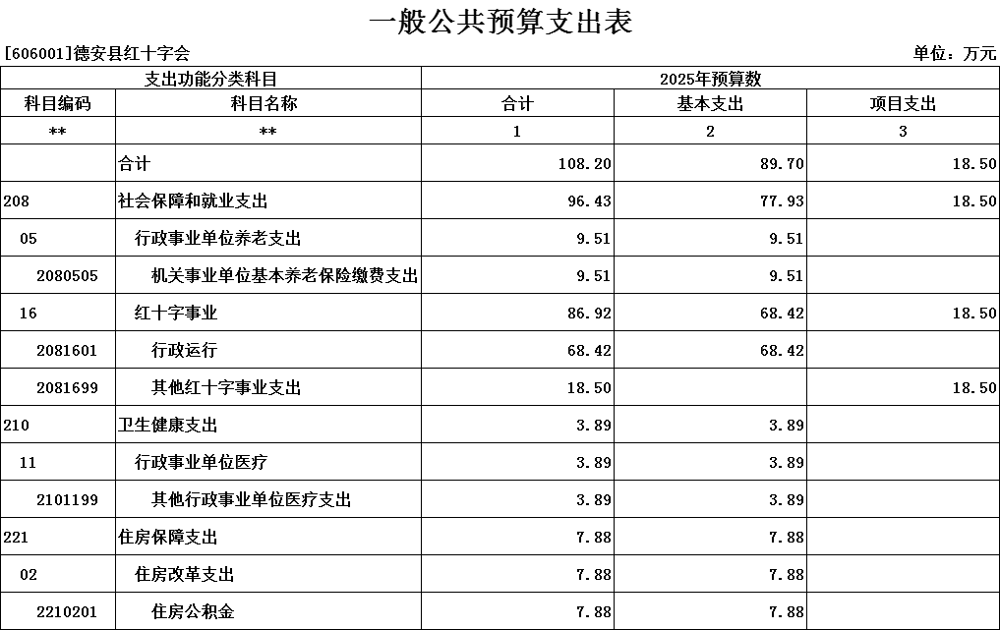 一般公共预算支出表
[606001]德安县红十字会 单位：万元
支出功能分类科目 2025年预算数
科目编码 科目名称 合计 基本支出 项目支出
** ** 1 2 3
合计 108.20 89.70 18.50
208 社会保障和就业支出 96.43 77.93 18.50
05 行政事业单位养老支出 9.51 9.51
2080505 机关事业单位基本养老保险缴费支出 9.51 9.51
16 红十字事业 86.92 68.42 18.50
2081601 行政运行 68.42 68.42
2081699 其他红十字事业支出 18.50 18.50
210 卫生健康支出 3.89 3.89
11 行政事业单位医疗 3.89 3.89
2101199 其他行政事业单位医疗支出 3.89 3.89
221 住房保障支出 7.88 7.88
02 住房改革支出 7.88 7.88
2210201 住房公积金 7.88 7.88